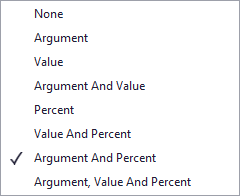 None
Argument
Value
Argument And Value
Percent
Value And Percent
Argument And Percent
Argument, Value And Percent